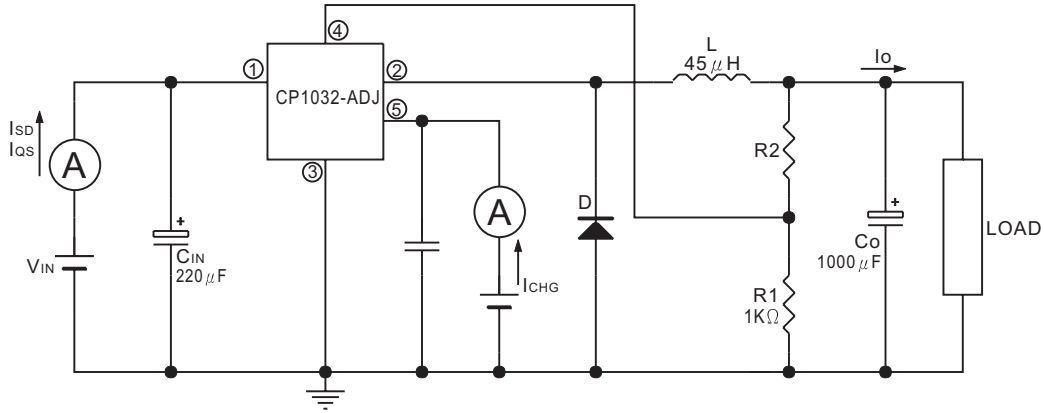 ④
L
45μH
Io
①
②
CP1032-ADJ
⑤
ISD
IQS
A
③
R2
A
D
+
CIN
220μF
VIN
ICHG
+
Co
1000μF
LOAD
R1
1KΩ